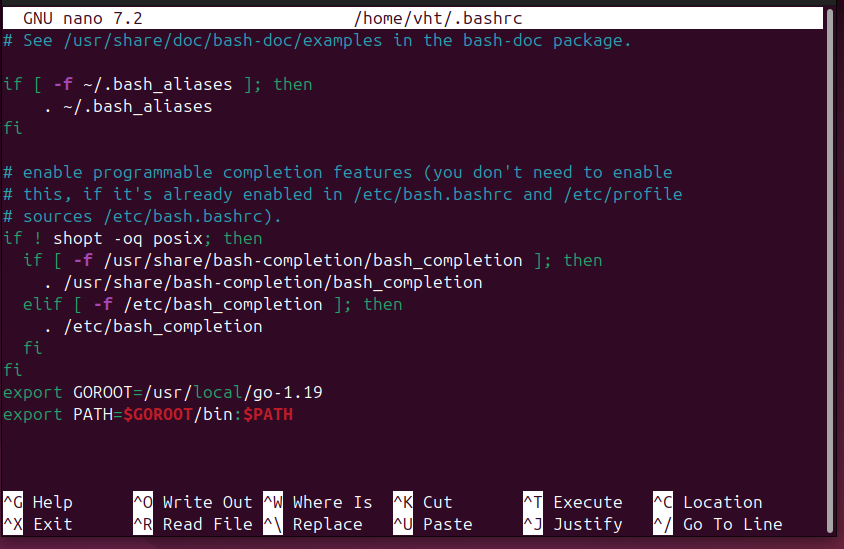 GNU nano 7.2 /home/vht/.bashrc
# See /usr/share/doc/bash-doc/examples in the bash-doc package.
if [ -f ~/.bash_aliases ]; then
    . ~/.bash_aliases
fi
# enable programmable completion features (you don't need to enable
# this, if it's already enabled in /etc/bash.bashrc and /etc/profile
# sources /etc/bash.bashrc).
if ! shopt -oq posix; then
  if [ -f /usr/share/bash-completion/bash_completion ]; then
    . /usr/share/bash-completion/bash_completion
  elif [ -f /etc/bash_completion ]; then
    . /etc/bash_completion
  fi
fi
export GOROOT=/usr/local/go-1.19
export PATH=$GOROOT/bin:$PATH
^G Help ^O Write Out ^W Where Is ^K Cut ^T Execute ^C Location
^X Exit ^R Read File ^\ Replace ^U Paste ^J Justify ^/ Go To Line